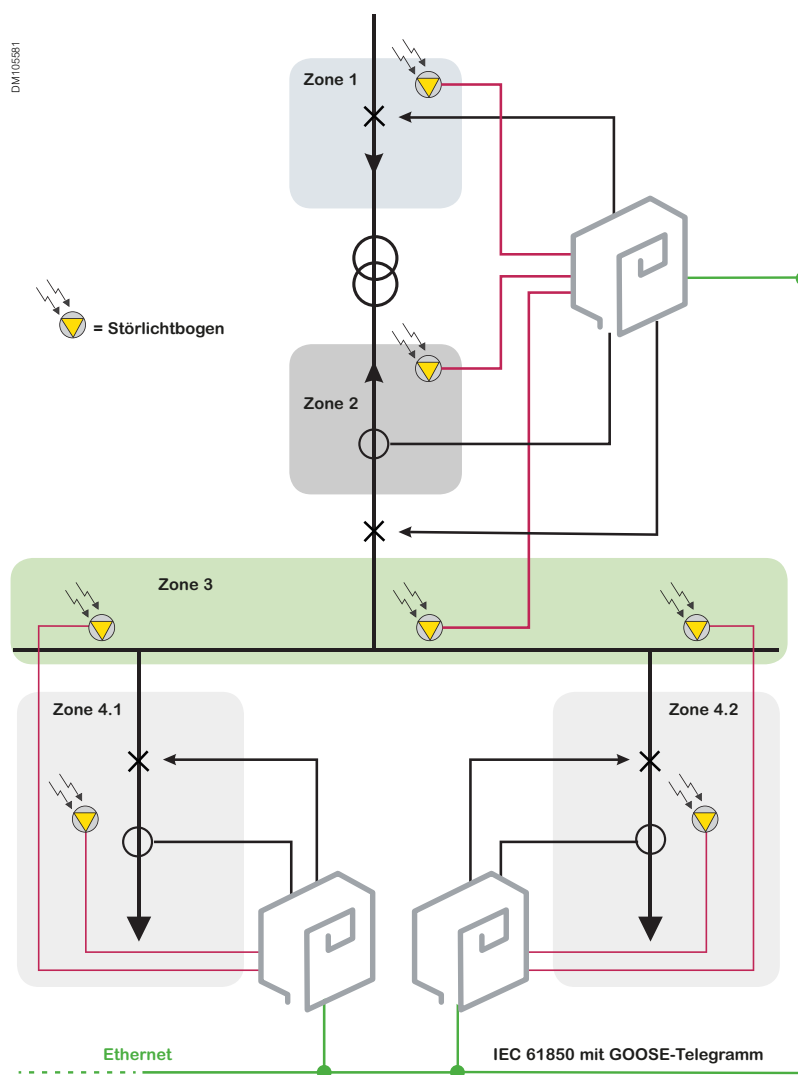 DM105581
Zone 1
= Störlichtbogen
Zone 2
Zone 3
Zone 4.1
Zone 4.2
Ethernet
IEC 61850 mit GOOSE-Telegramm